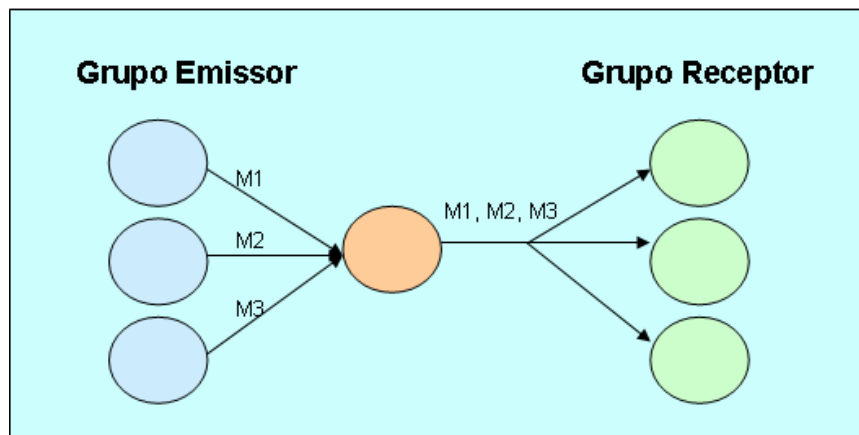 Grupo Emissor
Grupo Receptor
M1
M1, M2, M3
M2
M3